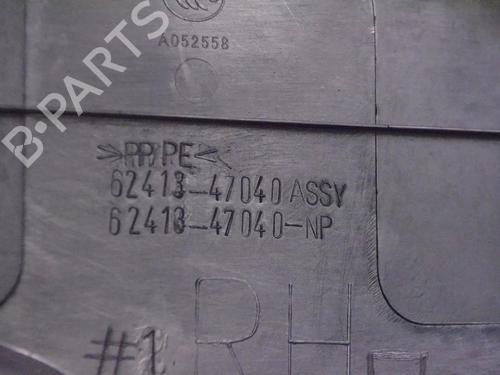 A052558
B-PARTS
>PP/PE<
62413-47040 ASSY
62413-47040-NP
#1 RH